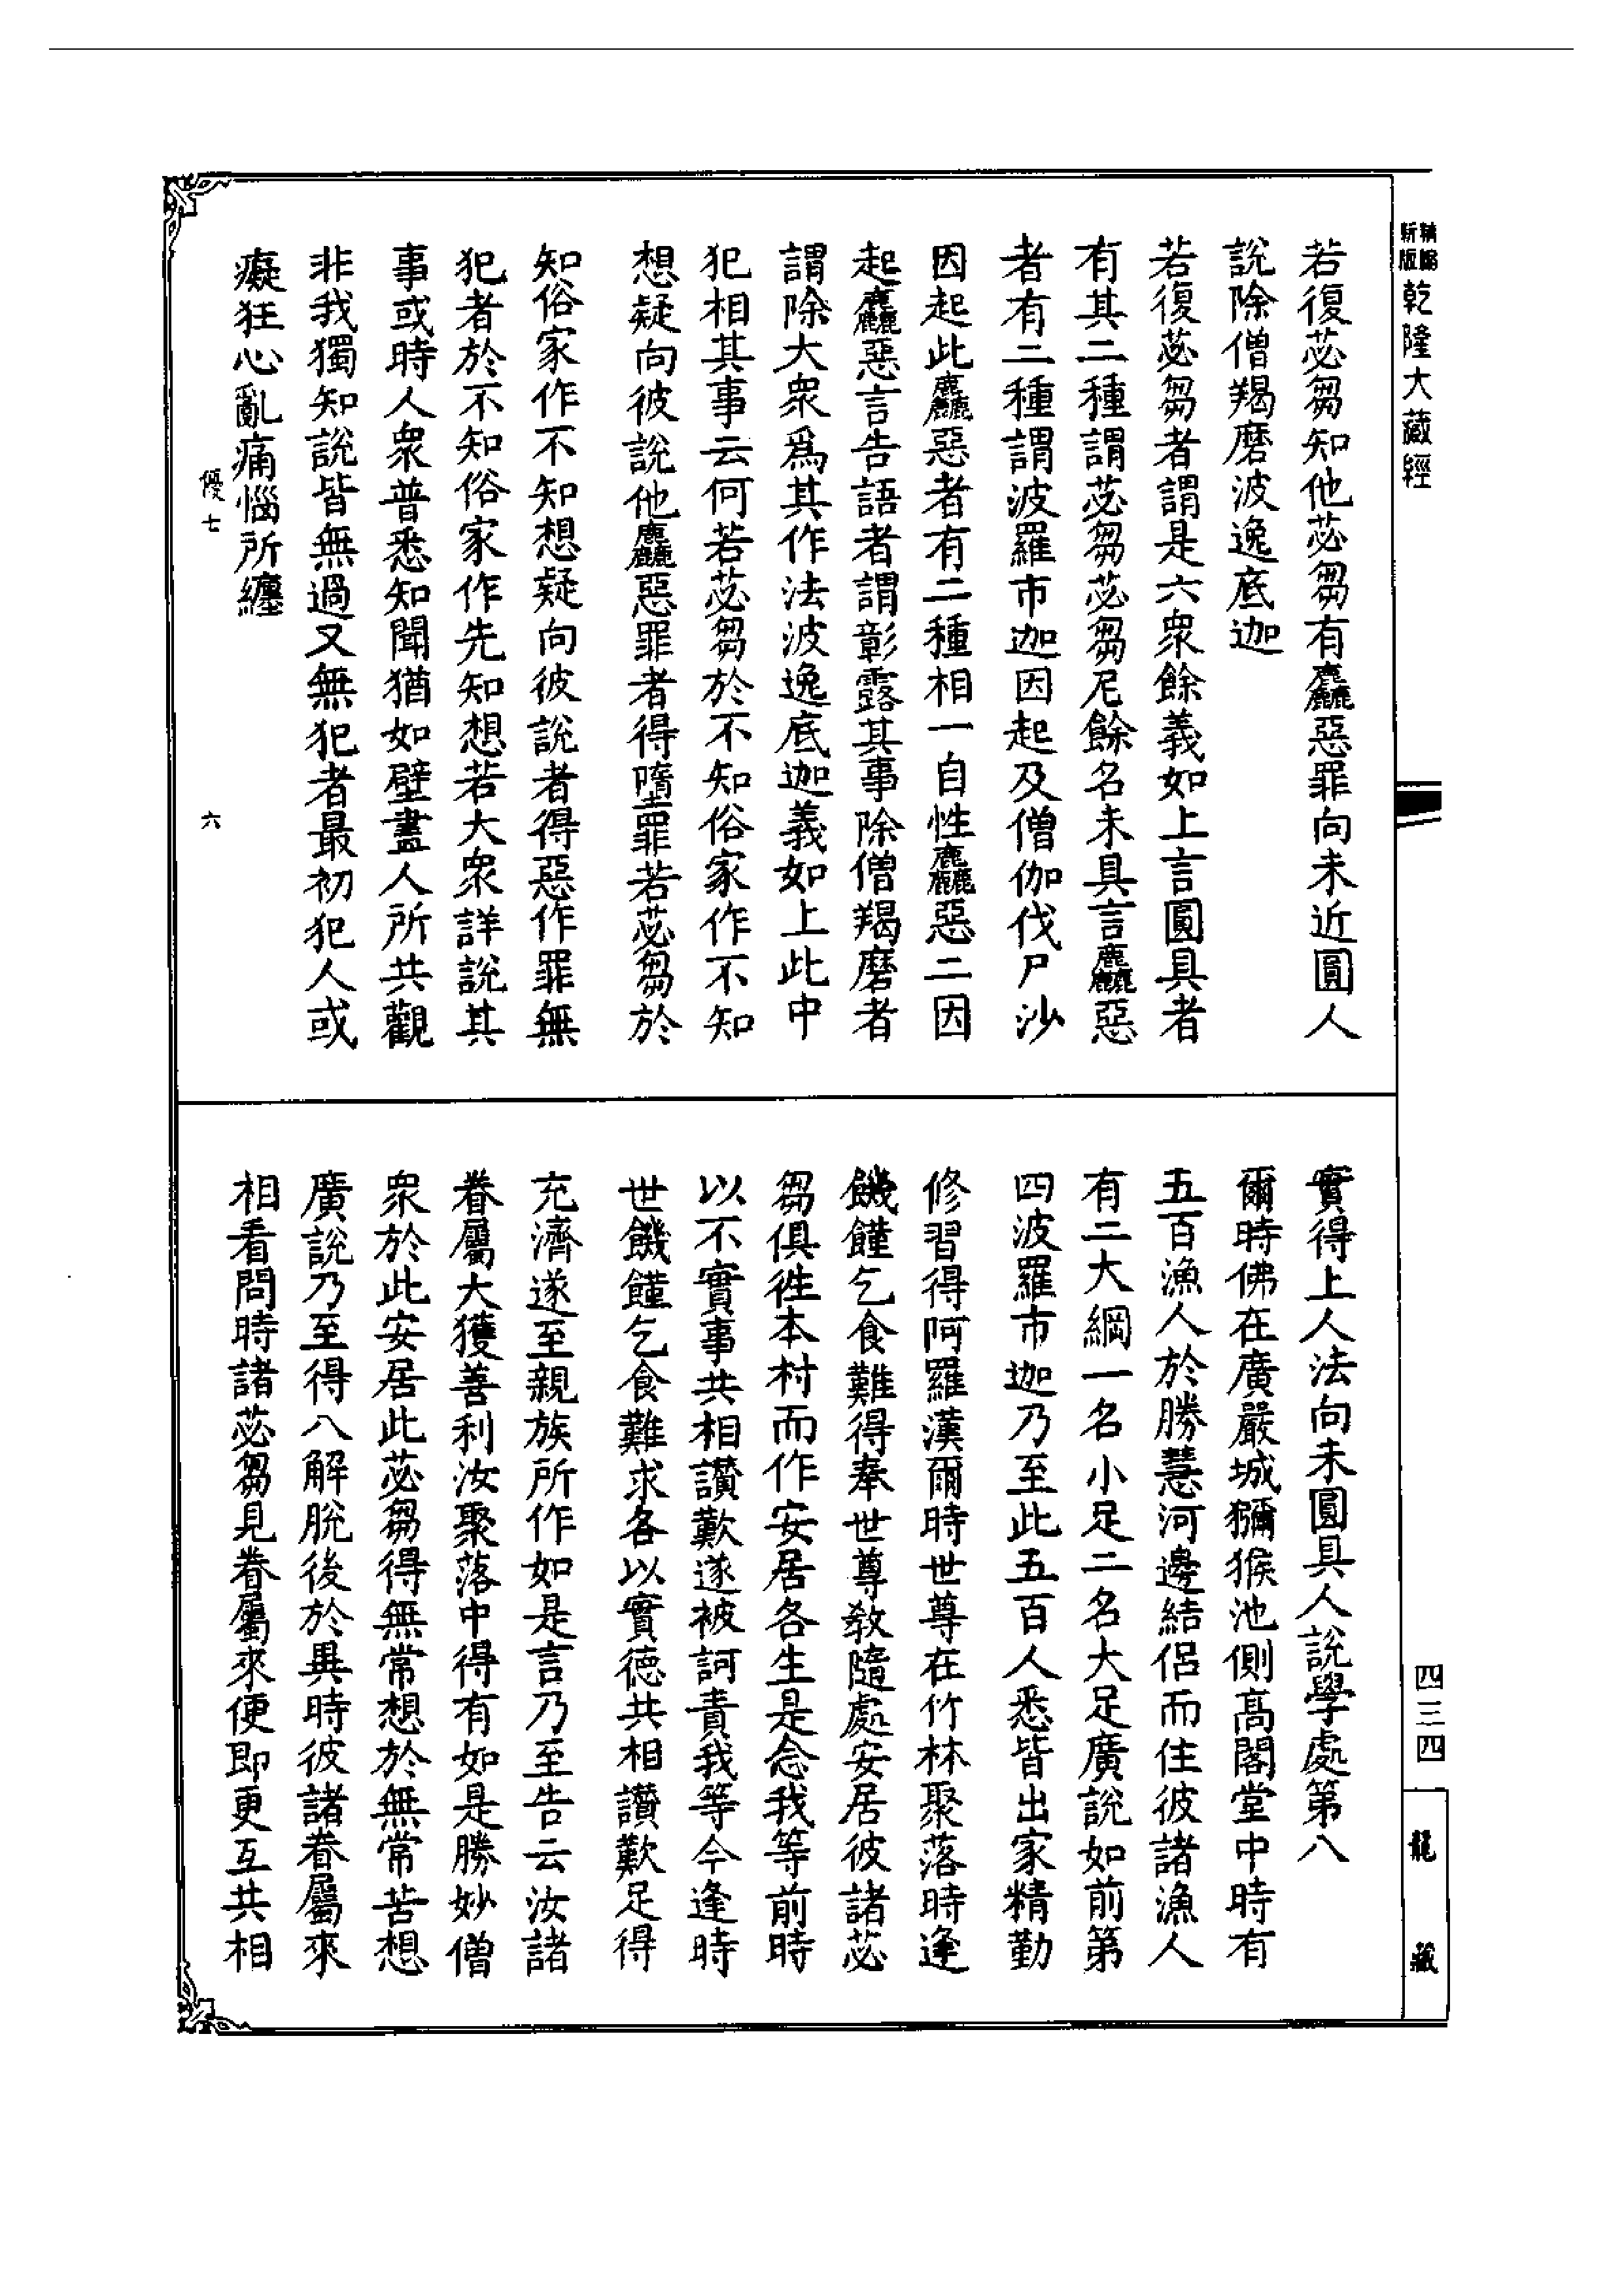 精編
新版
乾隆大藏經
若復苾芻知他苾芻有麤惡罪向未近圓人
說除僧羯磨波逸底迦
若復苾芻者謂是六眾餘義如上言圓具者
有其二種謂苾芻苾芻尼餘名未具言麤惡
者有二種謂波羅市迦因起及僧伽伐尸沙
因起此麤惡者有二種相一自性麤惡二因
起麤惡言告語者謂彰露其事除僧羯磨者
謂除大眾爲其作法波逸底迦義如上此中
犯相其事云何若苾芻於不知俗家作不知
想疑向彼說他麤惡罪者得墮罪若苾芻於
知俗家作不知想疑向彼說者得惡作罪無
犯者於不知俗家作先知想若大眾詳說其
事或時人眾普悉知聞猶如壁畫人所共觀
非我獨知說皆無過又無犯者最初犯人或
癡狂心亂痛惱所纏
優七
六
實得上人法向未圓具人說學處第八
爾時佛在廣嚴城獼猴池側髙閣堂中時有
五百漁人於勝慧河邊結侶而住彼諸漁人
有二大網一名小足二名大足廣說如前第
四波羅市迦乃至此五百人悉皆出家精勤
修習得阿羅漢爾時世尊在竹林聚落時逢
饑饉乞食難得奉世尊教隨處安居彼諸苾
芻俱徃本村而作安居各生是念我等前時
以不實事共相讚歎遂被訶責我等今逢時
世饑饉乞食難求各以實德共相讚歎足得
充濟遂至親族所作如是言乃至告云汝諸
眷屬大獲善利汝聚落中得有如是勝妙僧
眾於此安居此苾芻得無常想於無常苦想
廣說乃至得八解脫後於異時彼諸眷屬來
相看問時諸苾芻見眷屬來便即更互共相
四三四
龍藏